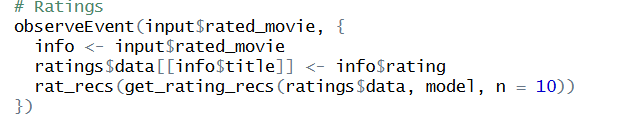 # Ratings
observeEvent(input$rated_movie, {
  info <- input$rated_movie
  ratings$data[[info$title]] <- info$rating
  rat_recs(get_rating_recs(ratings$data, model, n = 10))
})